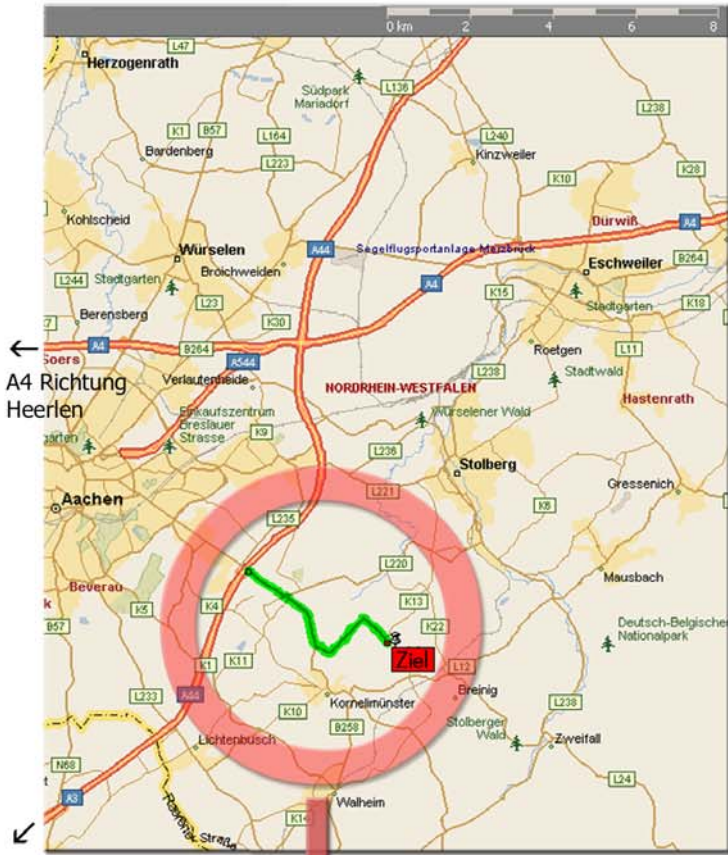 0 km 2 4 6 8
L47
Herzogenrath
Südpark
Mariadorf
L136
L238
K1
B57
L164
L240
Bardenberg
L223
Kinzweiler
K10
K28
Kohlscheid
Dürwiß
A4
Würselen
A44
Segelflugsportanlage Merzbrück
B264
L244
Stadtgarten
Broichweiden
A4
Eschweiler
L23
K15
Stadtgarten
K18
Berensberg
K30
A4
B264
Roetgen
L11
Soers
A544
L238
Stadtwald
A4 Richtung
Heerlen
Verlautenheide
NORDRHEIN-WESTFALEN
Hastenrath
Einkaufszentrum
Breslauer
Strasse
K9
Würselener Wald
garten
L236
Stolberg
Aachen
L221
Gressenich
L235
K6
L220
Mausbach
Beverau
K5
K4
K13
Deutsch-Belgischer
Nationalpark
B57
K22
K1
K11
Ziel
L12
L233
A44
Kornelimünster
Breinig
K10
L238
B258
Stolberger
Wald
Lichtenbusch
Zweifall
N68
L24
A3
Walheim
K14
Straße